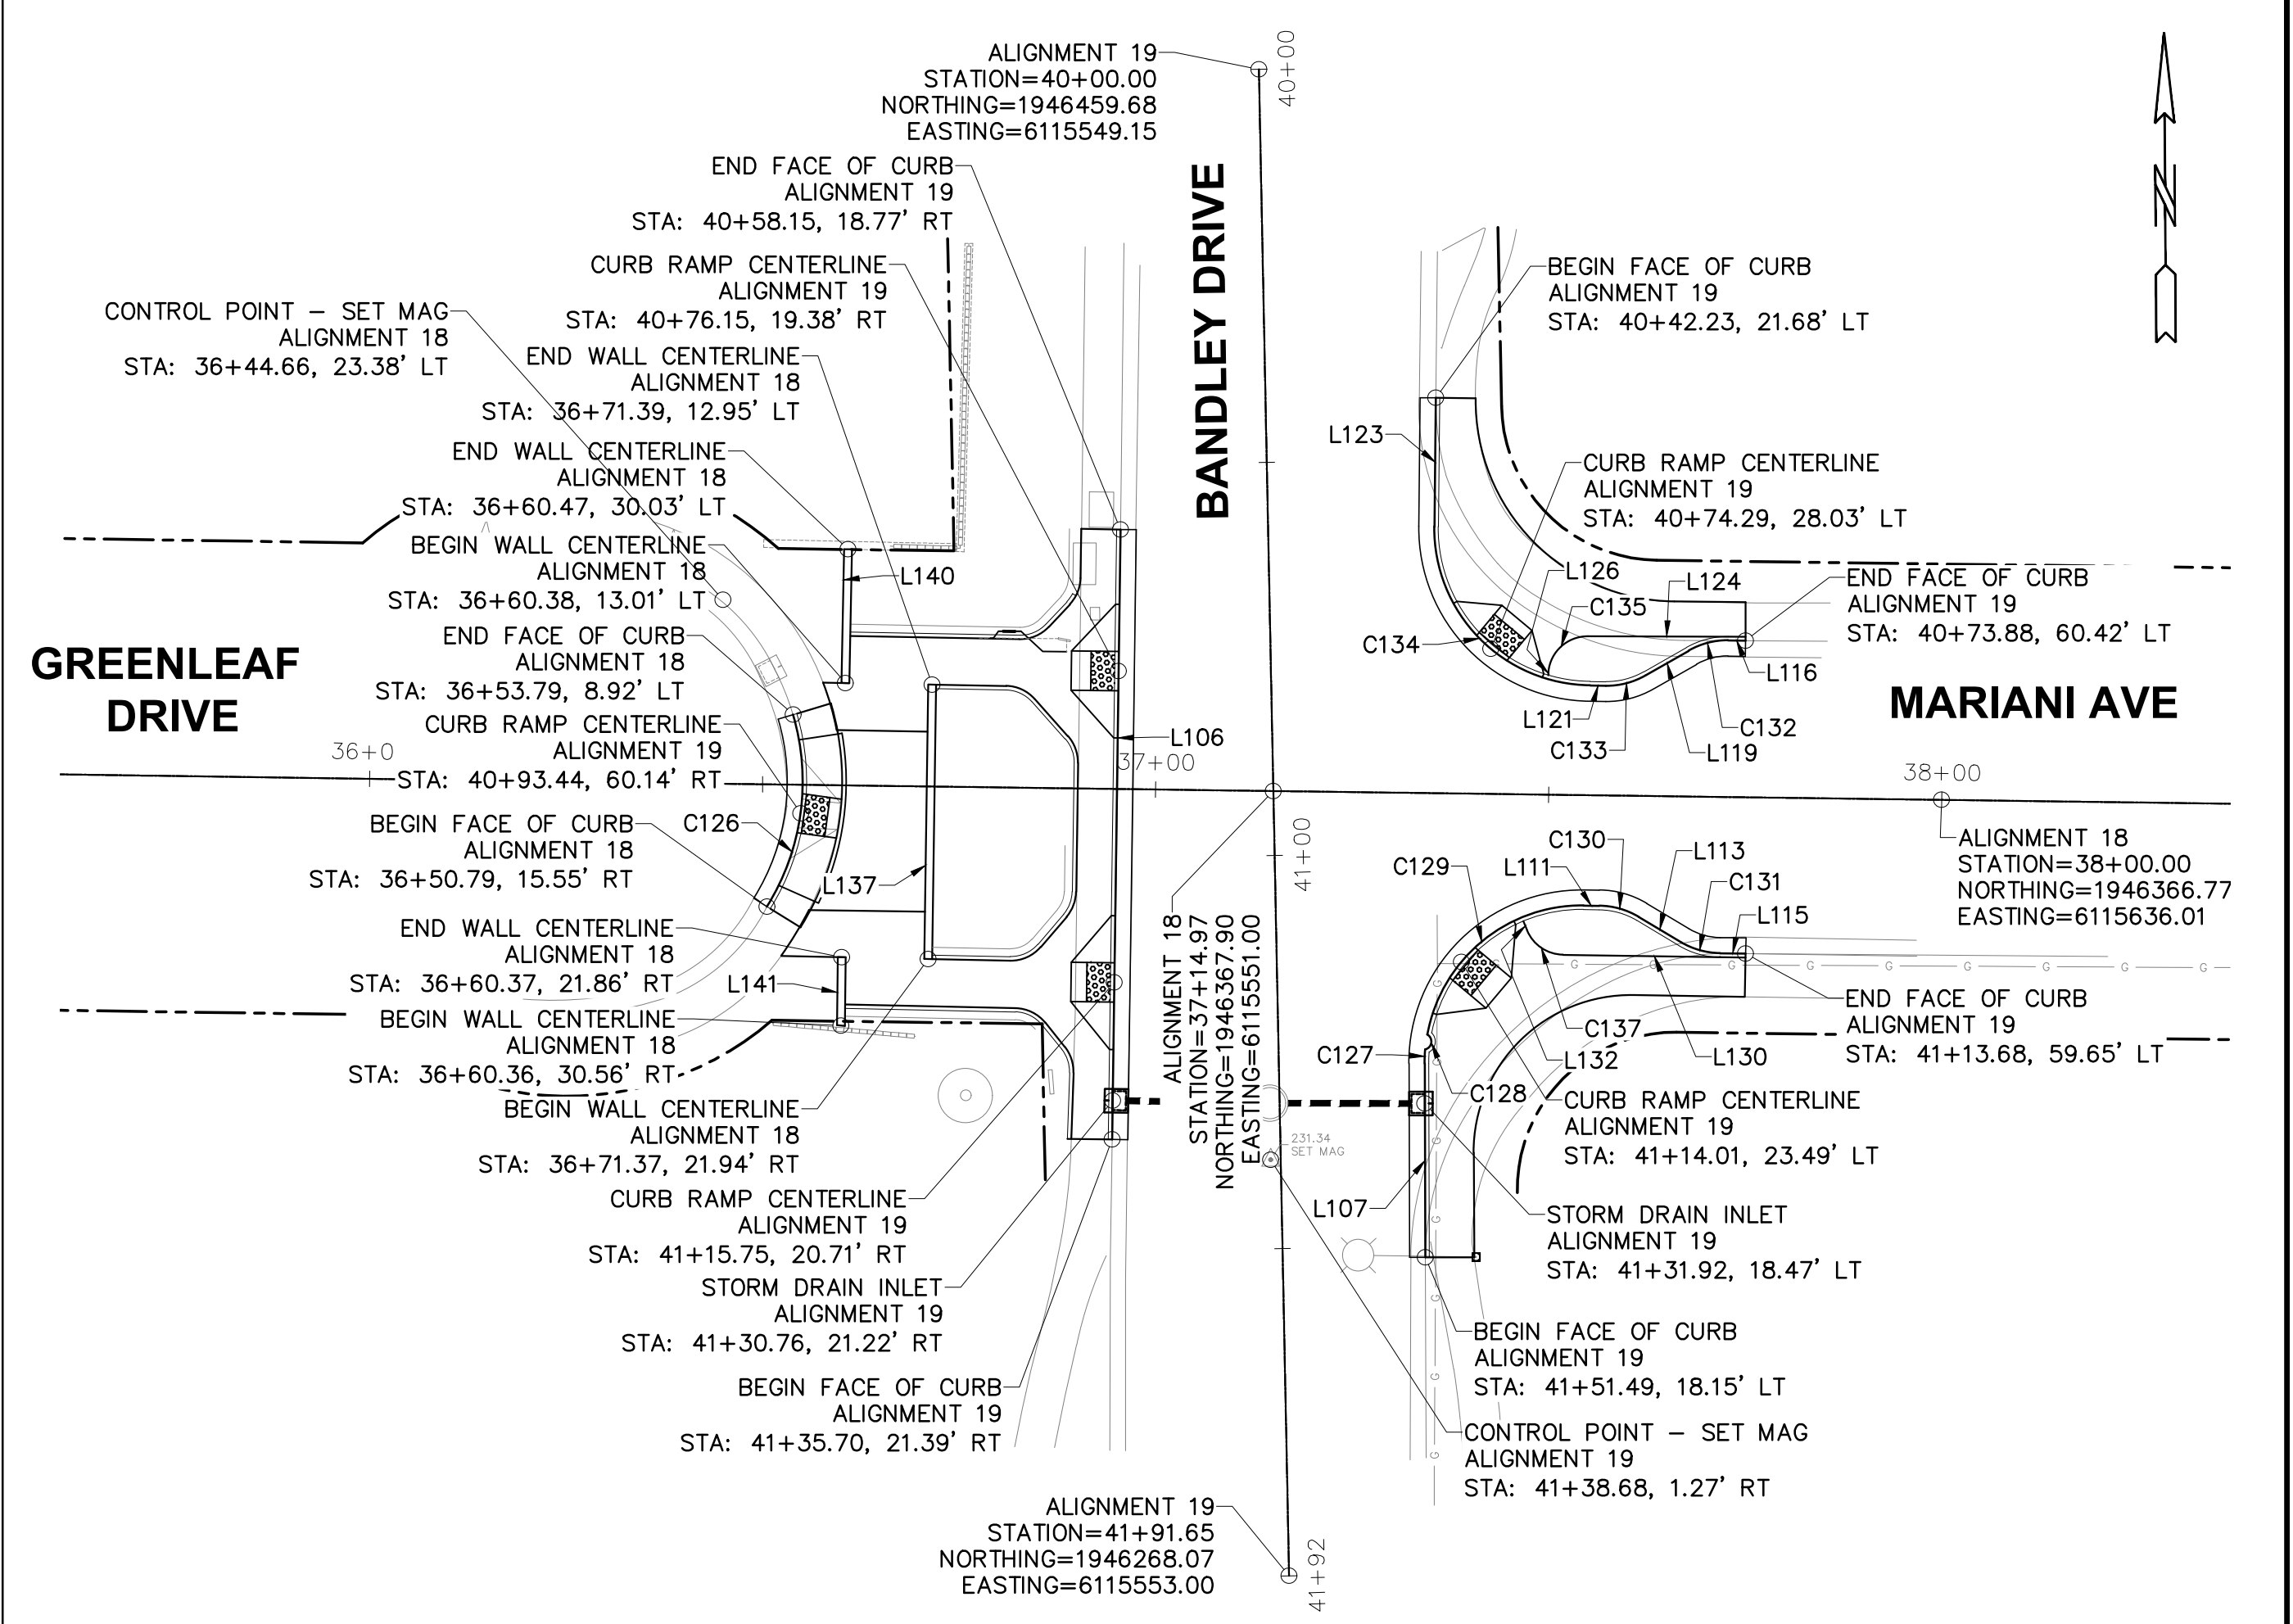 ALIGNMENT 19
STATION=40+00.00
NORTHING=1946459.68
EASTING=6115549.15
40+00
END FACE OF CURB
ALIGNMENT 19
STA: 40+58.15, 18.77' RT
CURB RAMP CENTERLINE
ALIGNMENT 19
STA: 40+76.15, 19.38' RT
CONTROL POINT – SET MAG
ALIGNMENT 18
STA: 36+44.66, 23.38' LT
END WALL CENTERLINE
ALIGNMENT 18
STA: 36+71.39, 12.95' LT
END WALL CENTERLINE
ALIGNMENT 18
STA: 36+60.47, 30.03' LT
BEGIN WALL CENTERLINE
ALIGNMENT 18
STA: 36+60.38, 13.01' LT
END FACE OF CURB
ALIGNMENT 18
STA: 36+53.79, 8.92' LT
CURB RAMP CENTERLINE
ALIGNMENT 19
STA: 40+93.44, 60.14' RT
BEGIN FACE OF CURB
ALIGNMENT 18
STA: 36+50.79, 15.55' RT
END WALL CENTERLINE
ALIGNMENT 18
STA: 36+60.37, 21.86' RT
BEGIN WALL CENTERLINE
ALIGNMENT 18
STA: 36+60.36, 30.56' RT
BEGIN WALL CENTERLINE
ALIGNMENT 18
STA: 36+71.37, 21.94' RT
CURB RAMP CENTERLINE
ALIGNMENT 19
STA: 41+15.75, 20.71' RT
STORM DRAIN INLET
ALIGNMENT 19
STA: 41+30.76, 21.22' RT
BEGIN FACE OF CURB
ALIGNMENT 19
STA: 41+35.70, 21.39' RT
ALIGNMENT 19
STATION=41+91.65
NORTHING=1946268.07
EASTING=6115553.00
41+92
GREENLEAF
DRIVE
36+0
L140
L106
37+00
C126
L137
L141
BANDLEY DRIVE
41+00
ALIGNMENT 18
STATION=37+14.97
NORTHING=1946367.90
EASTING=6115551.00
231.34
SET MAG
N
BEGIN FACE OF CURB
ALIGNMENT 19
STA: 40+42.23, 21.68' LT
L123
CURB RAMP CENTERLINE
ALIGNMENT 19
STA: 40+74.29, 28.03' LT
L126
L124
C135
C134
END FACE OF CURB
ALIGNMENT 19
STA: 40+73.88, 60.42' LT
L116
MARIANI AVE
L121
C132
C133
L119
38+00
ALIGNMENT 18
STATION=38+00.00
NORTHING=1946366.77
EASTING=6115636.01
C130
L113
C129
L111
C131
L115
G G G G G G G G G
END FACE OF CURB
ALIGNMENT 19
STA: 41+13.68, 59.65' LT
C137
C127
L132
L130
C128
CURB RAMP CENTERLINE
ALIGNMENT 19
STA: 41+14.01, 23.49' LT
L107
STORM DRAIN INLET
ALIGNMENT 19
STA: 41+31.92, 18.47' LT
BEGIN FACE OF CURB
ALIGNMENT 19
STA: 41+51.49, 18.15' LT
CONTROL POINT – SET MAG
ALIGNMENT 19
STA: 41+38.68, 1.27' RT